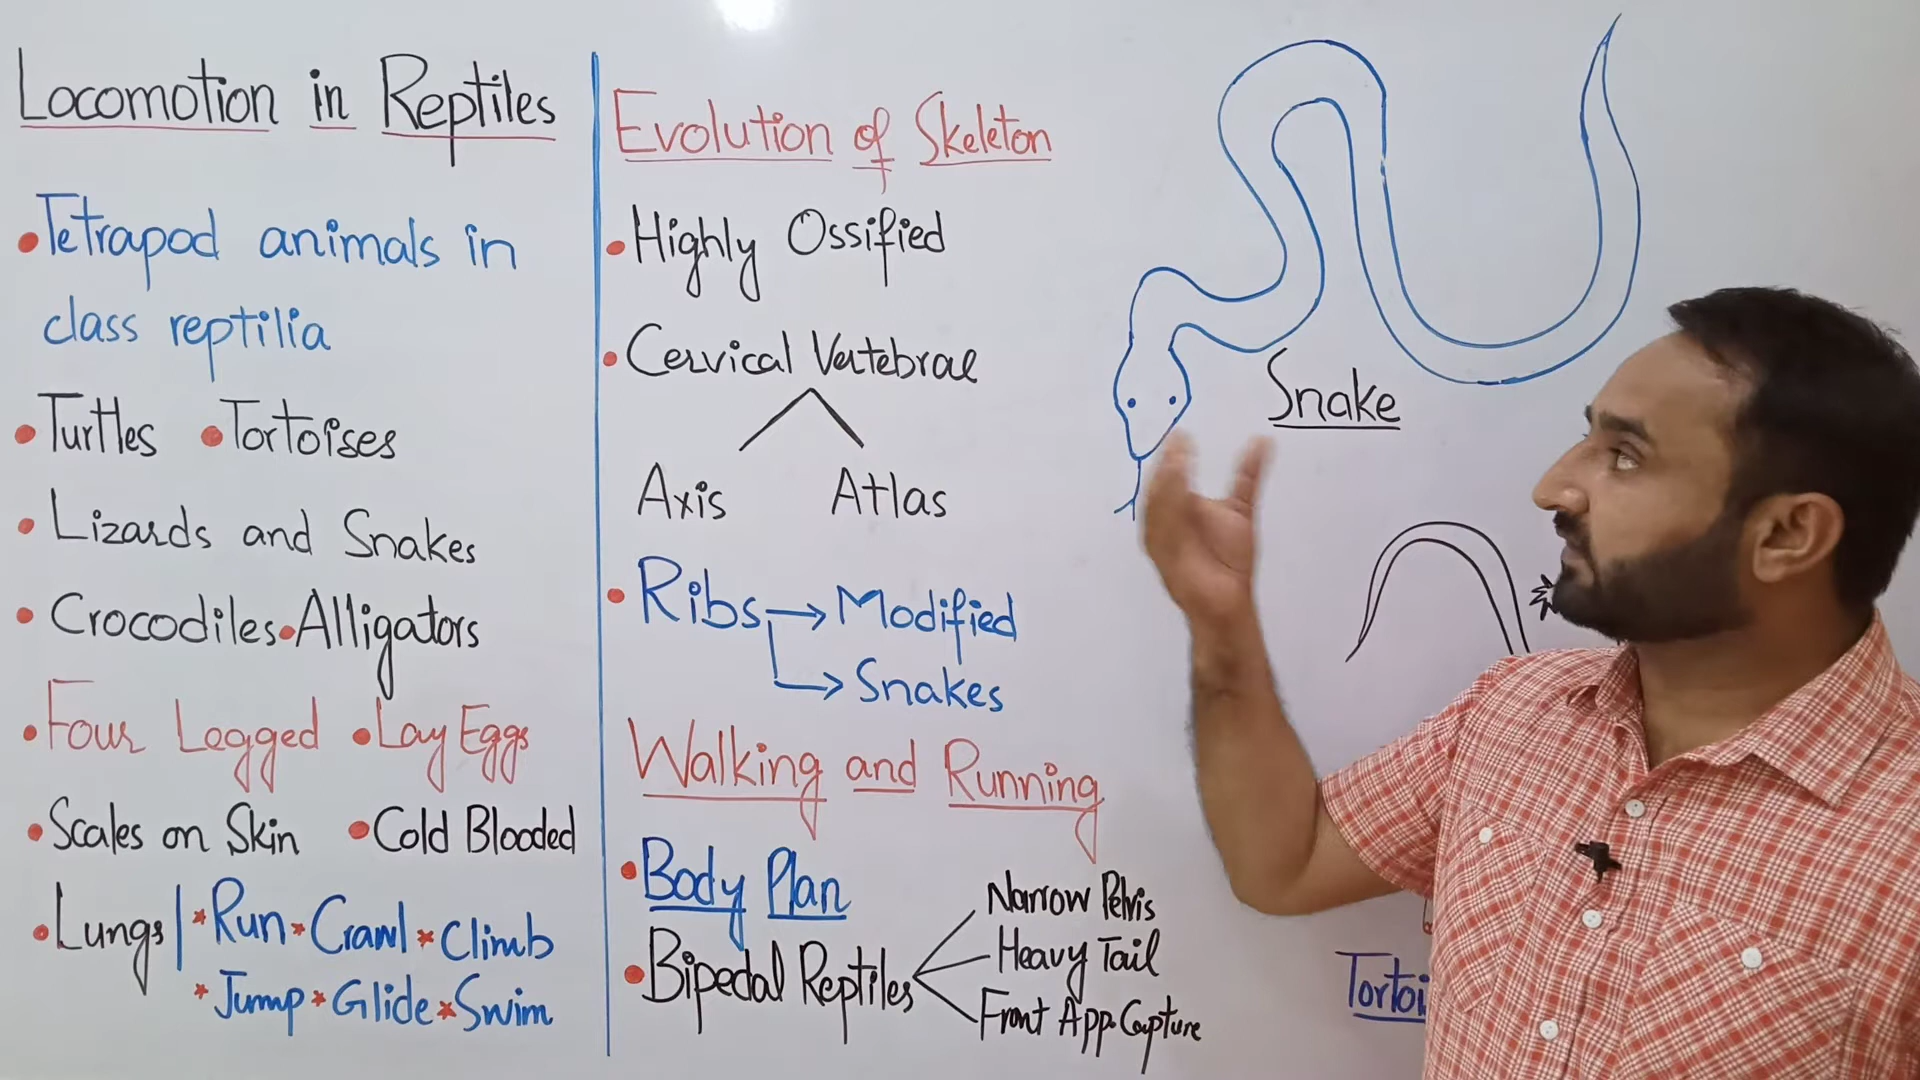 Locomotion in Reptiles
Tetrapod animals in
class reptilia
Turtles • Tortoises
Lizards and Snakes
Crocodiles • Alligators
Four Legged • Lay Eggs
Scales on Skin • Cold Blooded
Lungs | * Run * Crawl * Climb
* Jump * Glide * Swim
Evolution of Skeleton
Highly Ossified
Cervical Vertebrae
Axis Atlas
Ribs → Modified
→ Snakes
Walking and Running
Body Plan
Bipedal Reptiles
Narrow Pelvis
Heavy Tail
Front App. Capture
Snake